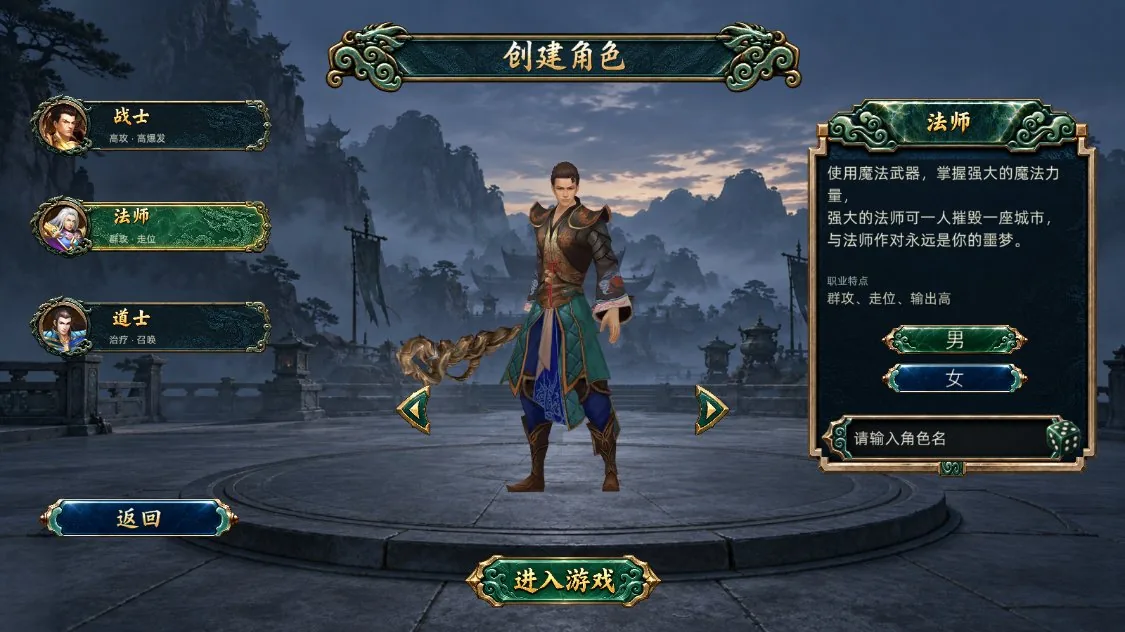 创建角色
战士
高攻·高爆发
法师
群攻·走位
道士
治疗·召唤
法师
使用魔法武器，掌握强大的魔法力
量，
强大的法师可一人摧毁一座城市，
与法师作对永远是你的噩梦。
职业特点
群攻、走位、输出高
男
女
请输入角色名
返回
进入游戏